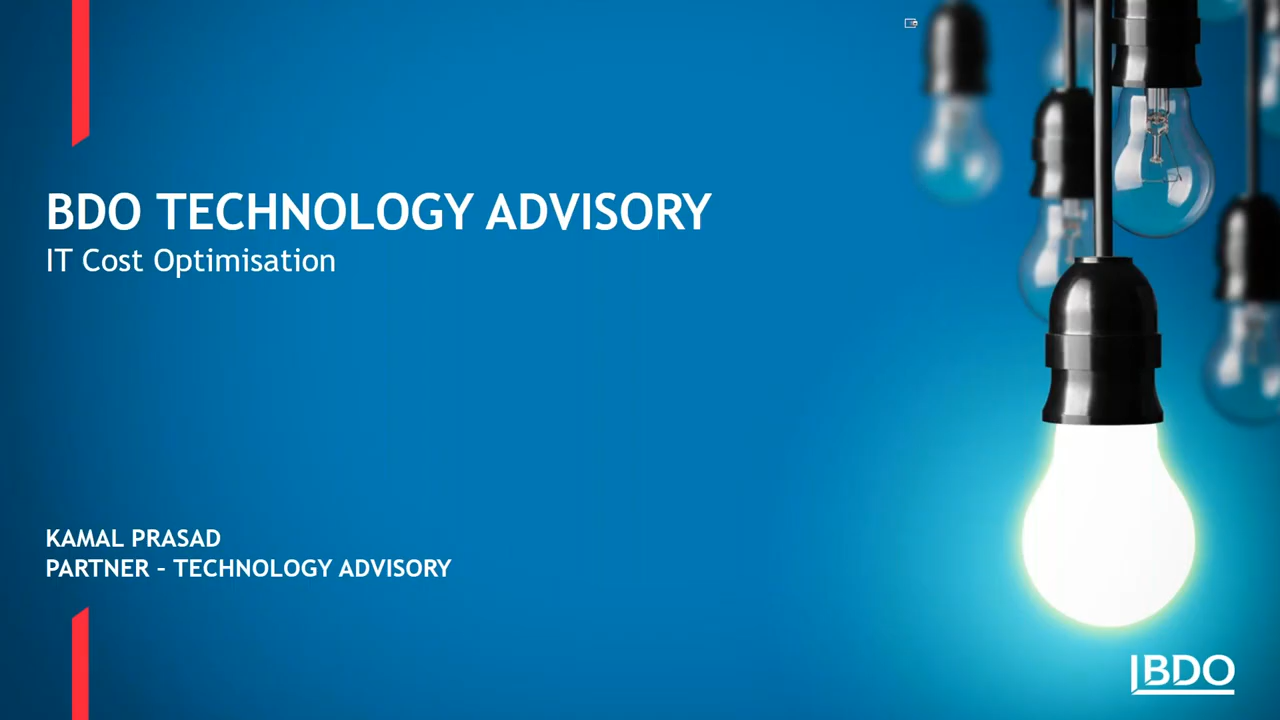 BDO TECHNOLOGY ADVISORY
IT Cost Optimisation
KAMAL PRASAD
PARTNER – TECHNOLOGY ADVISORY
BDO